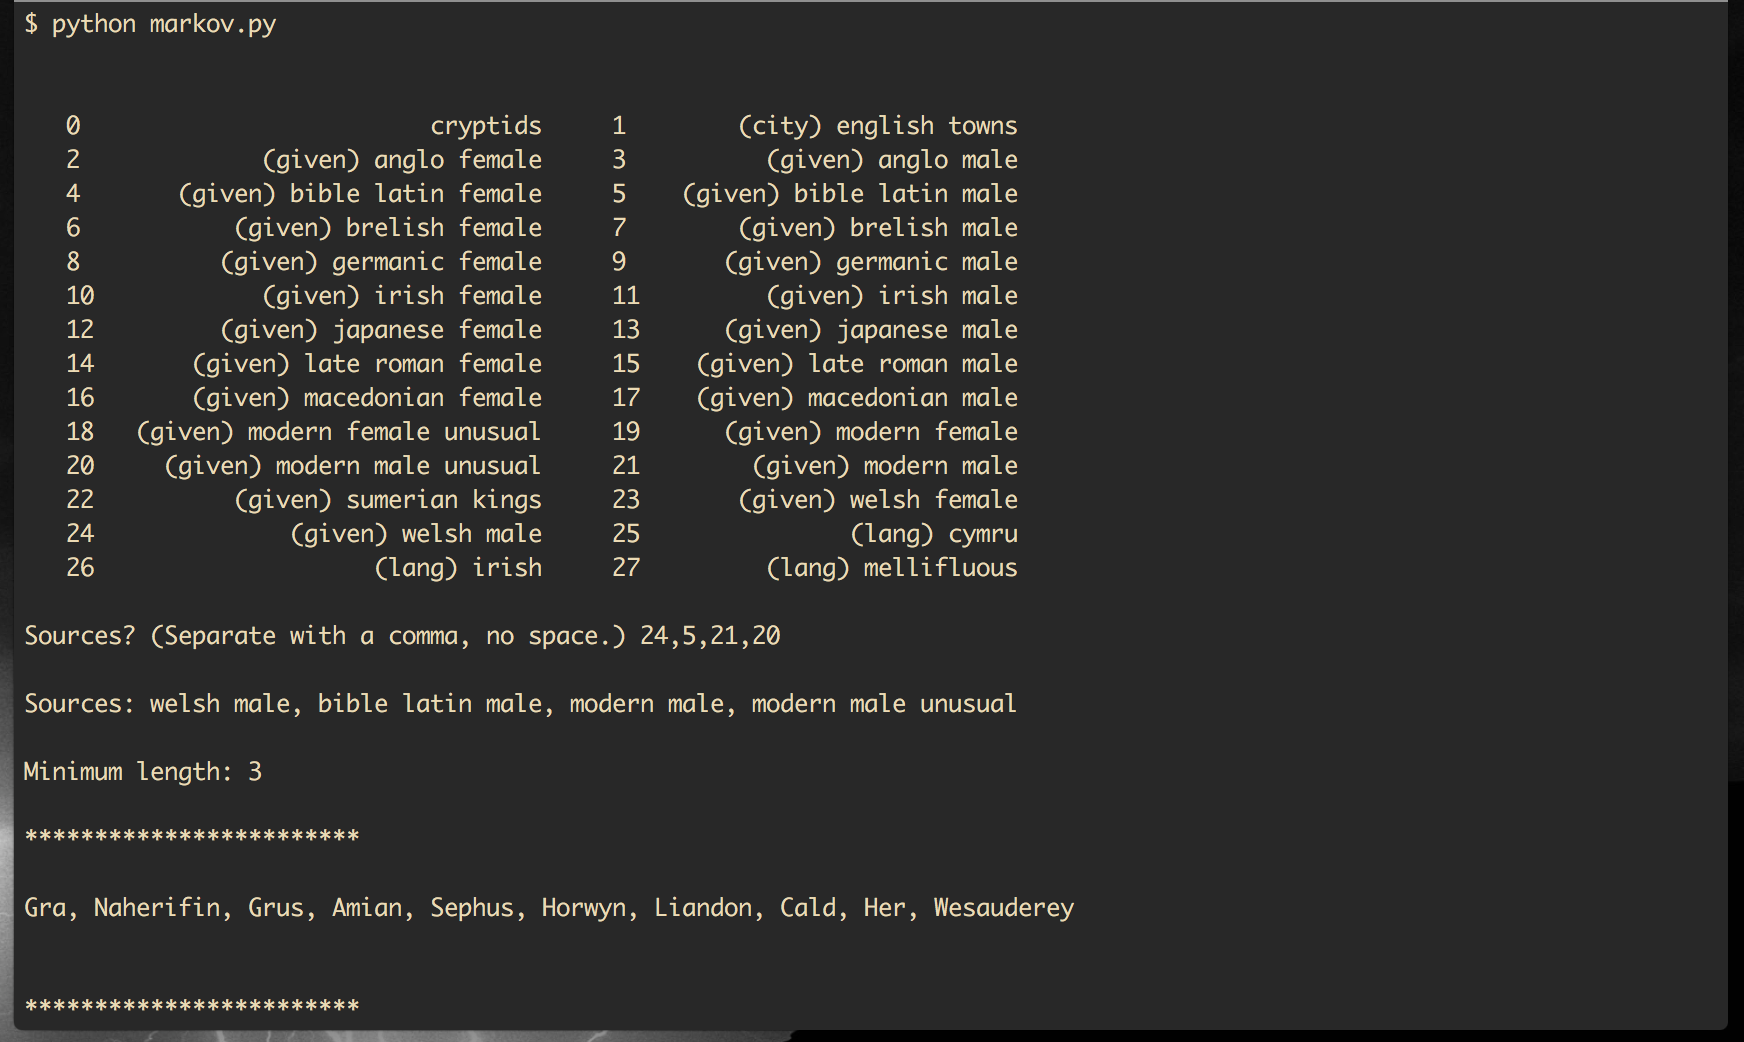 $ python markov.py
0 cryptids 1 (city) english towns
2 (given) anglo female 3 (given) anglo male
4 (given) bible latin female 5 (given) bible latin male
6 (given) brelish female 7 (given) brelish male
8 (given) germanic female 9 (given) germanic male
10 (given) irish female 11 (given) irish male
12 (given) japanese female 13 (given) japanese male
14 (given) late roman female 15 (given) late roman male
16 (given) macedonian female 17 (given) macedonian male
18 (given) modern female unusual 19 (given) modern female
20 (given) modern male unusual 21 (given) modern male
22 (given) sumerian kings 23 (given) welsh female
24 (given) welsh male 25 (lang) cymru
26 (lang) irish 27 (lang) mellifluous
Sources? (Separate with a comma, no space.) 24,5,21,20
Sources: welsh male, bible latin male, modern male, modern male unusual
Minimum length: 3
************************
Gra, Naherifin, Grus, Amian, Sephus, Horwyn, Liandon, Cald, Her, Wesauderey
************************